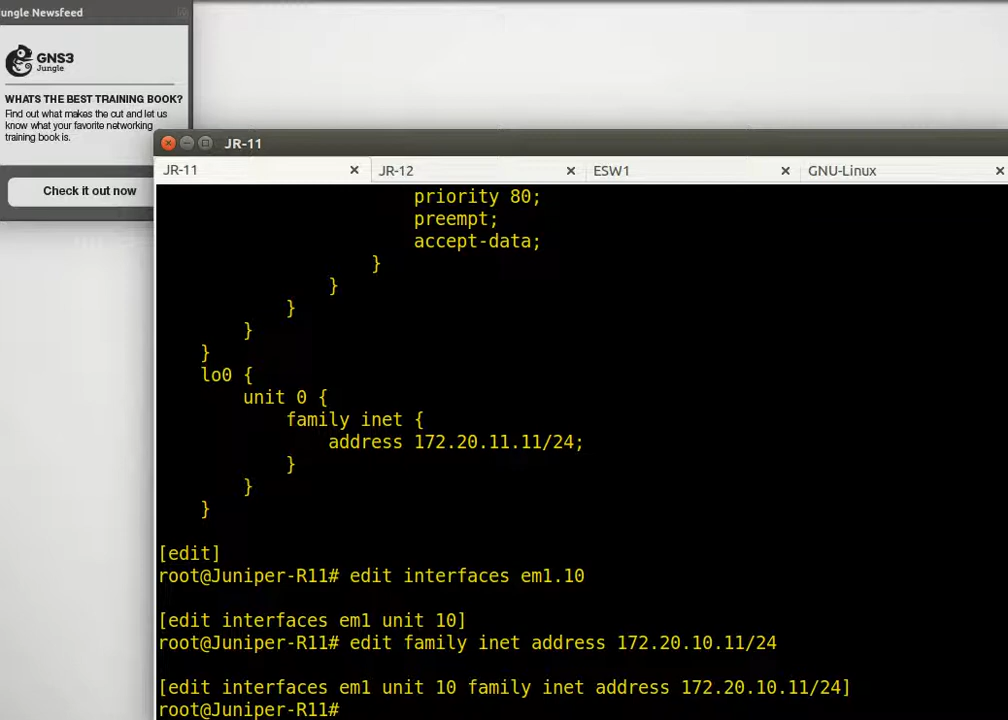 Jungle Newsfeed
GNS3
Jungle
WHATS THE BEST TRAINING BOOK?
Find out what makes the cut and let us
know what your favorite networking
training book is.
Check it out now
JR-11
JR-11
JR-12
ESW1
GNU-Linux
priority 80;
preempt;
accept-data;
}
}
}
}
}
lo0 {
unit 0 {
family inet {
address 172.20.11.11/24;
}
}
}
[edit]
root@Juniper-R11# edit interfaces em1.10
[edit interfaces em1 unit 10]
root@Juniper-R11# edit family inet address 172.20.10.11/24
[edit interfaces em1 unit 10 family inet address 172.20.10.11/24]
root@Juniper-R11#